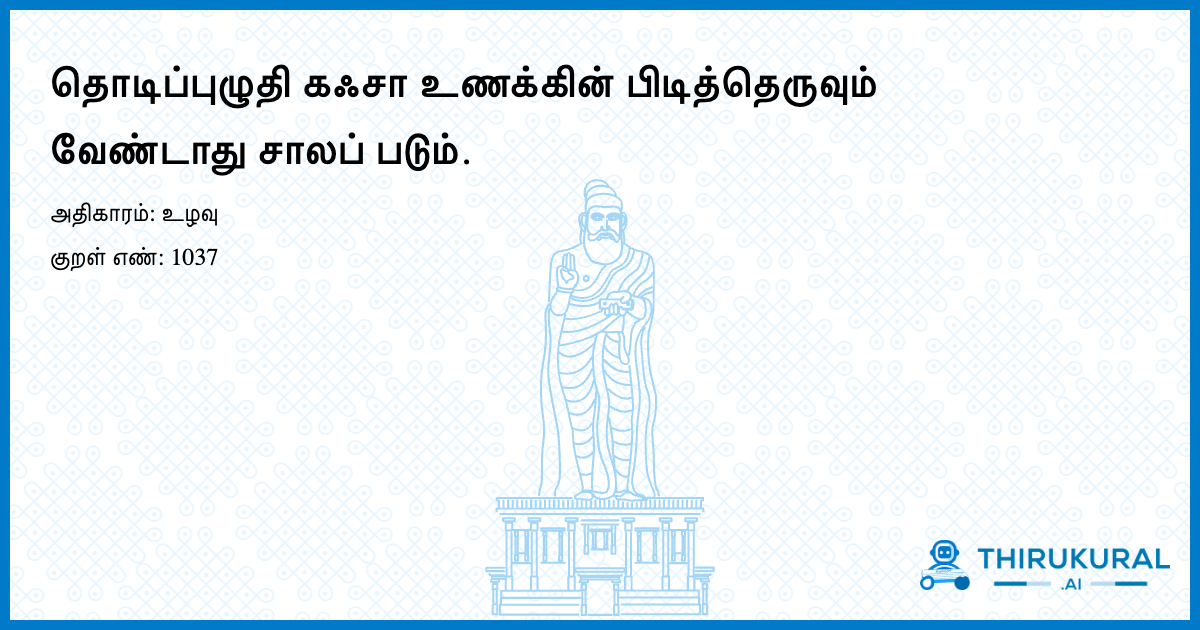 தொடிப்புழுதி கஃசா உணக்கின் பிடித்தெருவும்
வேண்டாது சாலப் படும்.
அதிகாரம்: உழவு
குறள் எண்: 1037
THIRUKURAL
.AI